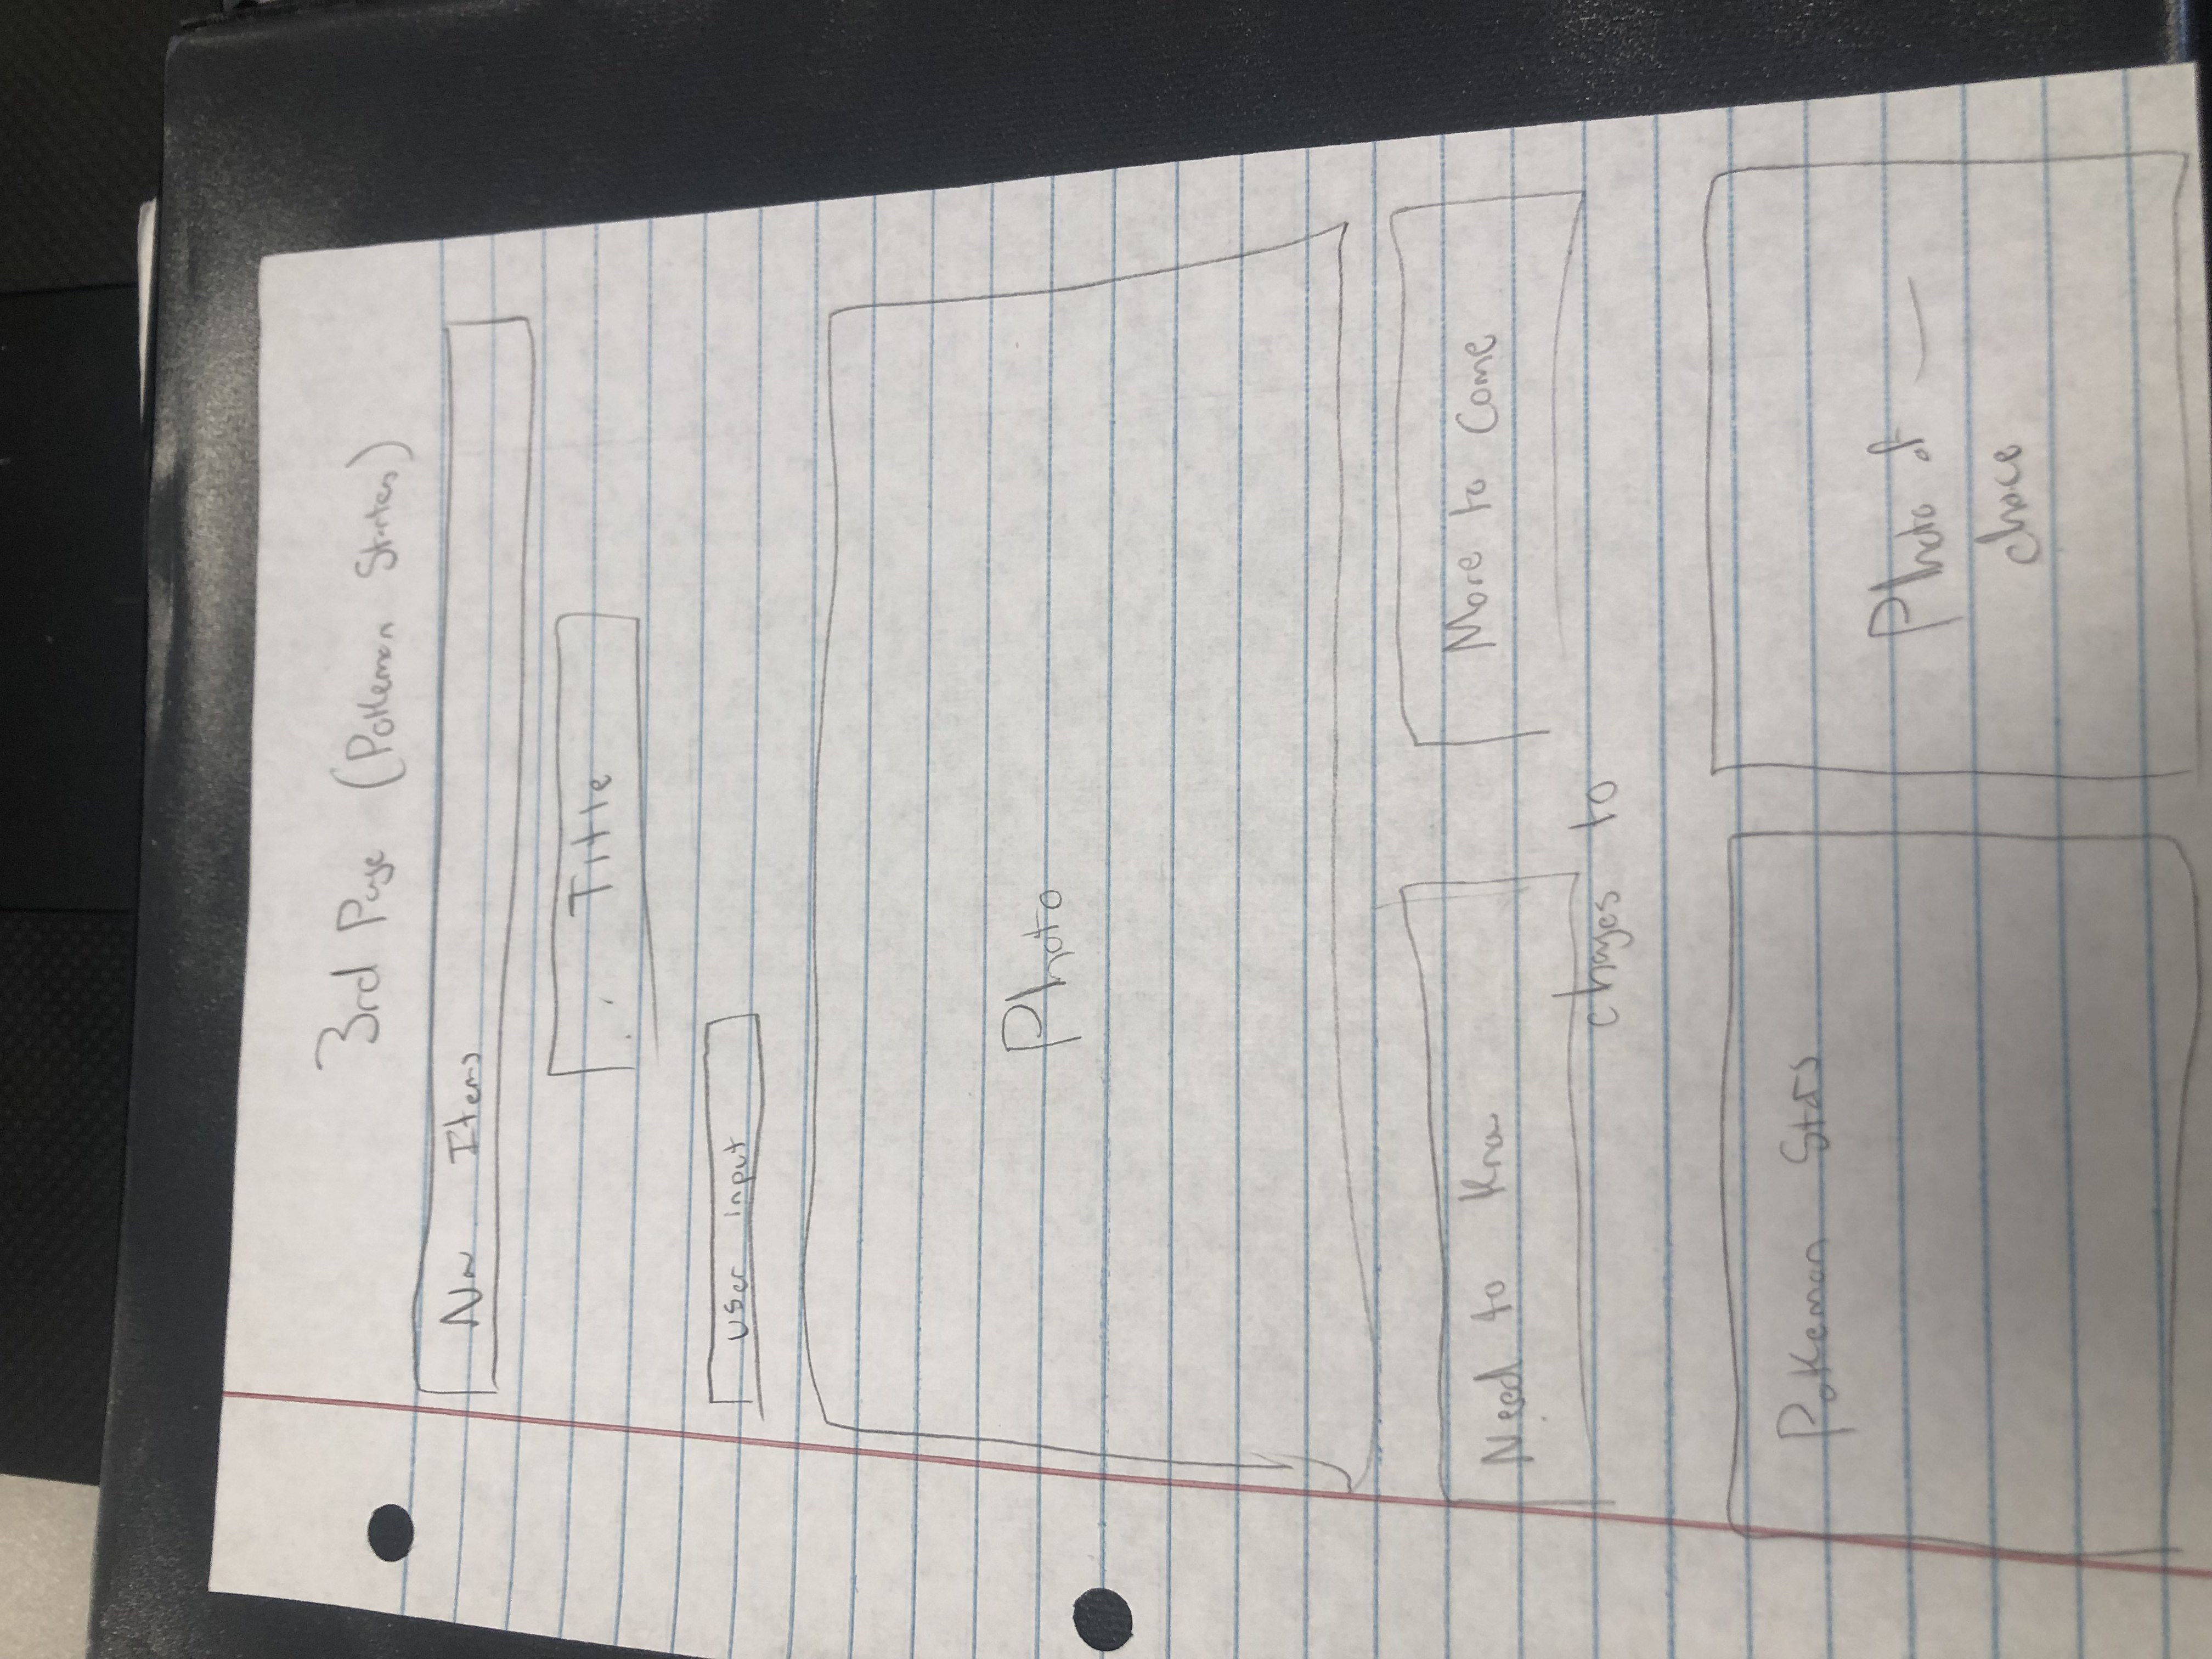 3rd Page (Pokemon Starters)
Nav Items
Title
User input
Photo
Need to Know
More to Come
changes to
Pokemon Stats
Photo of —
choice